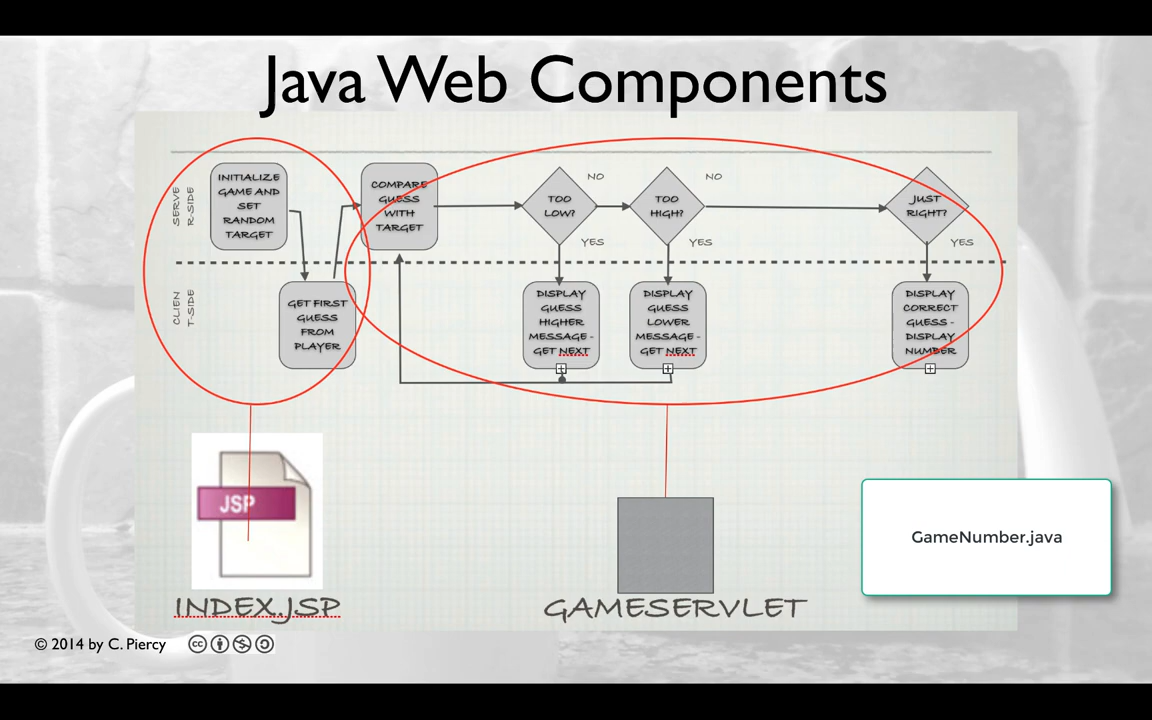 Java Web Components
SERVE
R-SIDE
INITIALIZE
GAME AND
SET
RANDOM
TARGET
COMPARE
GUESS
WITH
TARGET
TOO
LOW?
NO
YES
TOO
HIGH?
NO
YES
JUST
RIGHT?
YES
CLIEN
T-SIDE
GET FIRST
GUESS
FROM
PLAYER
DISPLAY
GUESS
HIGHER
MESSAGE -
GET NEXT
DISPLAY
GUESS
LOWER
MESSAGE -
GET NEXT
DISPLAY
CORRECT
GUESS -
DISPLAY
NUMBER
JSP
INDEX.JSP
GAMESERVLET
GameNumber.java
© 2014 by C. Piercy
cc